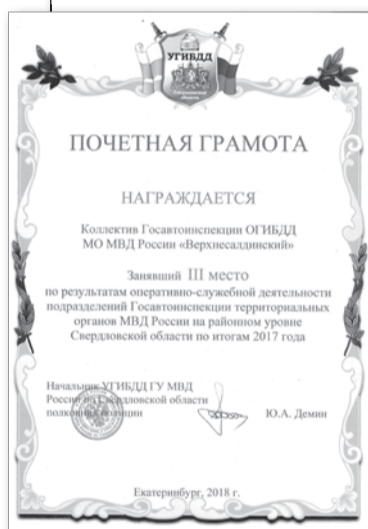 УГИБДД
Свердловская
область
ПОЧЕТНАЯ ГРАМОТА
НАГРАЖДАЕТСЯ
Коллектив Госавтоинспекции ОГИБДД
МО МВД России «Верхнесалдинский»
Занявший III место
по результатам оперативно-служебной деятельности
подразделений Госавтоинспекции территориальных
органов МВД России на районном уровне
Свердловской области по итогам 2017 года
Начальник УГИБДД ГУ МВД
России по Свердловской области
полковник полиции
Ю.А. Демин
Екатеринбург, 2018 г.